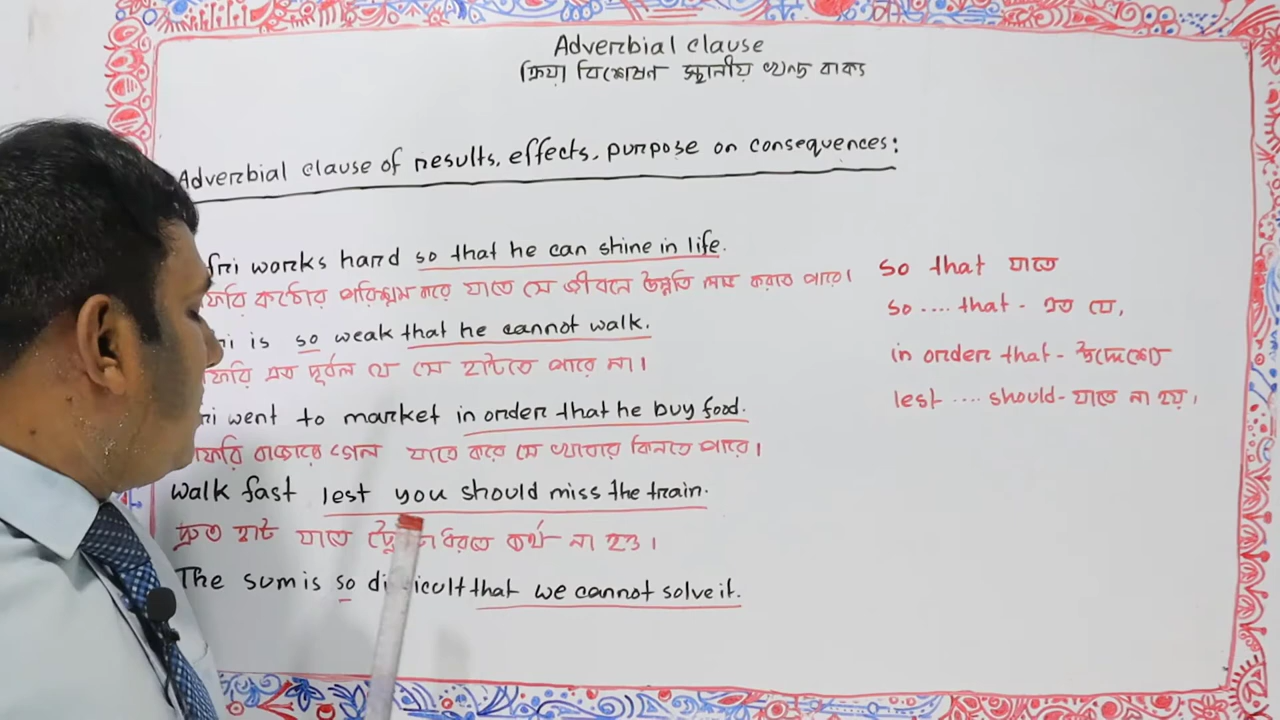 Adverbial clause
ক্রিয়া বিশেষণ স্থানীয় খন্ড বাক্য
Adverbial clause of results, effects, purpose or consequences:
works hard so that he can shine in life.
কঠোর পরিশ্রম করে যাতে সে জীবনে উন্নতি লাভ করতে পারে।
is so weak that he cannot walk.
এত দূর্বল যে সে হাটতে পারে না।
went to market in order that he buy food.
বাজারে গেল যাতে করে সে খাবার কিনতে পারে।
Walk fast lest you should miss the train.
দ্রুত হাট যাতে ধরতে ব্যর্থ না হও।
The sum is so difficult that we cannot solve it.
so that যাতে
so .... that - এত যে,
in order that - উদ্দেশ্যে
lest .... should - যাতে না হয়,